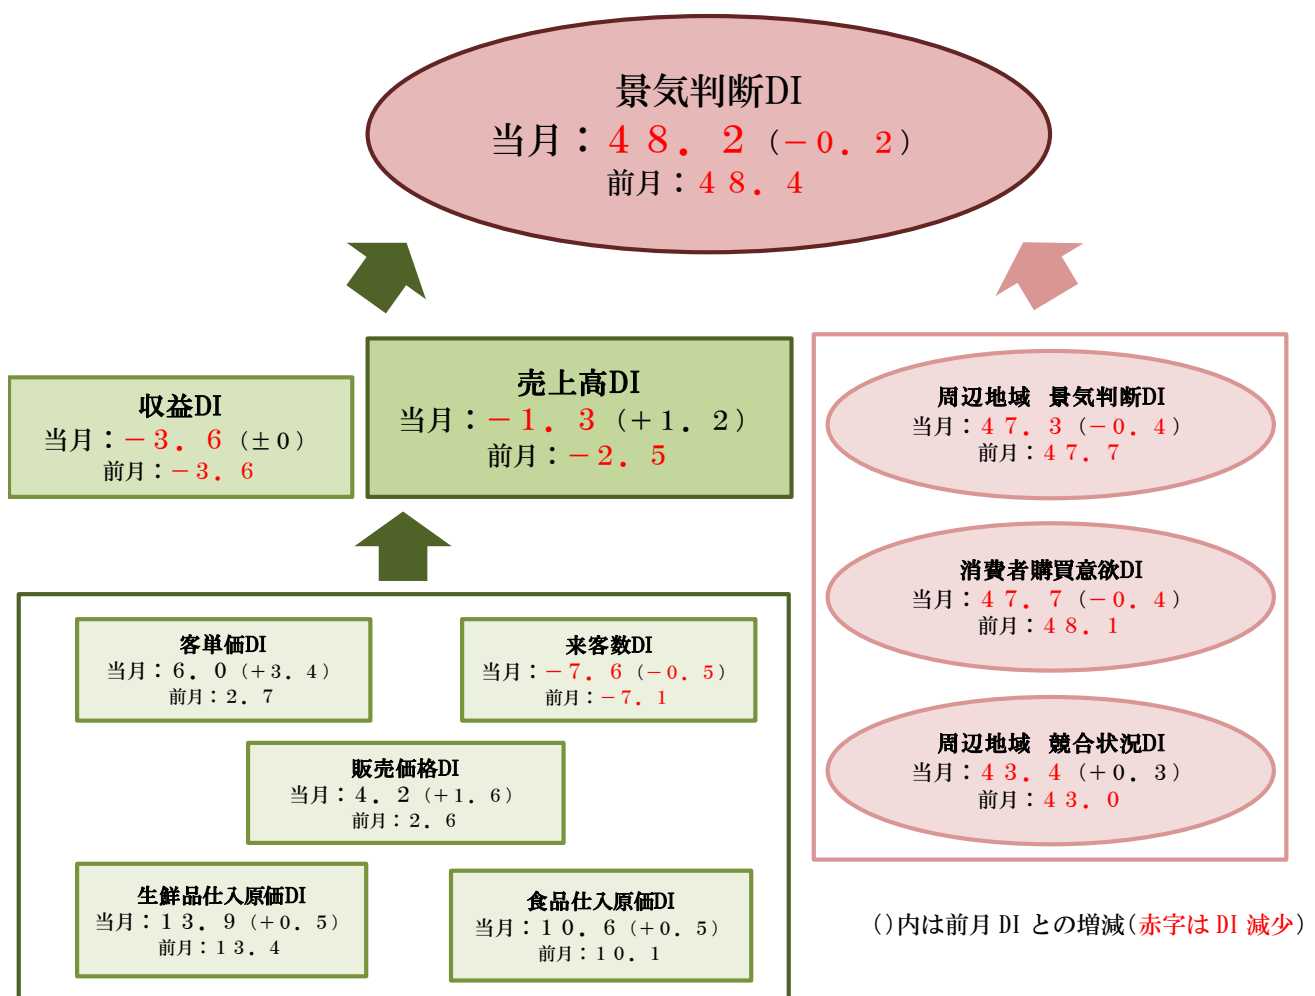 景気判断DI
当月：４８．２（－０．２）
前月：４８．４
収益DI
当月：－３．６（±０）
前月：－３．６
売上高DI
当月：－１．３（＋１．２）
前月：－２．５
周辺地域　景気判断DI
当月：４７．３（－０．４）
前月：４７．７
消費者購買意欲DI
当月：４７．７（－０．４）
前月：４８．１
周辺地域　競合状況DI
当月：４３．４（＋０．３）
前月：４３．０
客単価DI
当月：６．０（＋３．４）
前月：２．７
来客数DI
当月：－７．６（－０．５）
前月：－７．１
販売価格DI
当月：４．２（＋１．６）
前月：２．６
生鮮品仕入原価DI
当月：１３．９（＋０．５）
前月：１３．４
食品仕入原価DI
当月：１０．６（＋０．５）
前月：１０．１
()内は前月 DI との増減(赤字は DI 減少)